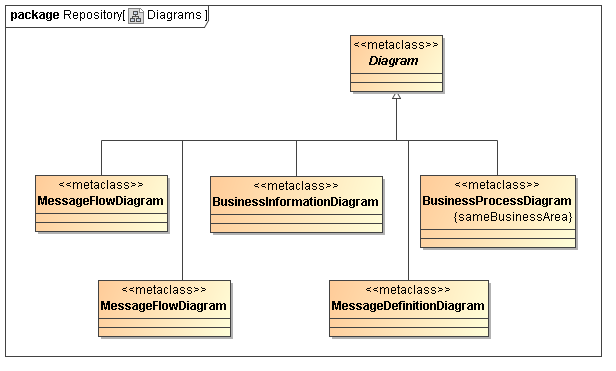 package Repository[ Diagrams ]
<<metaclass>>
Diagram
<<metaclass>>
MessageFlowDiagram
<<metaclass>>
BusinessInformationDiagram
<<metaclass>>
BusinessProcessDiagram
{sameBusinessArea}
<<metaclass>>
MessageFlowDiagram
<<metaclass>>
MessageDefinitionDiagram